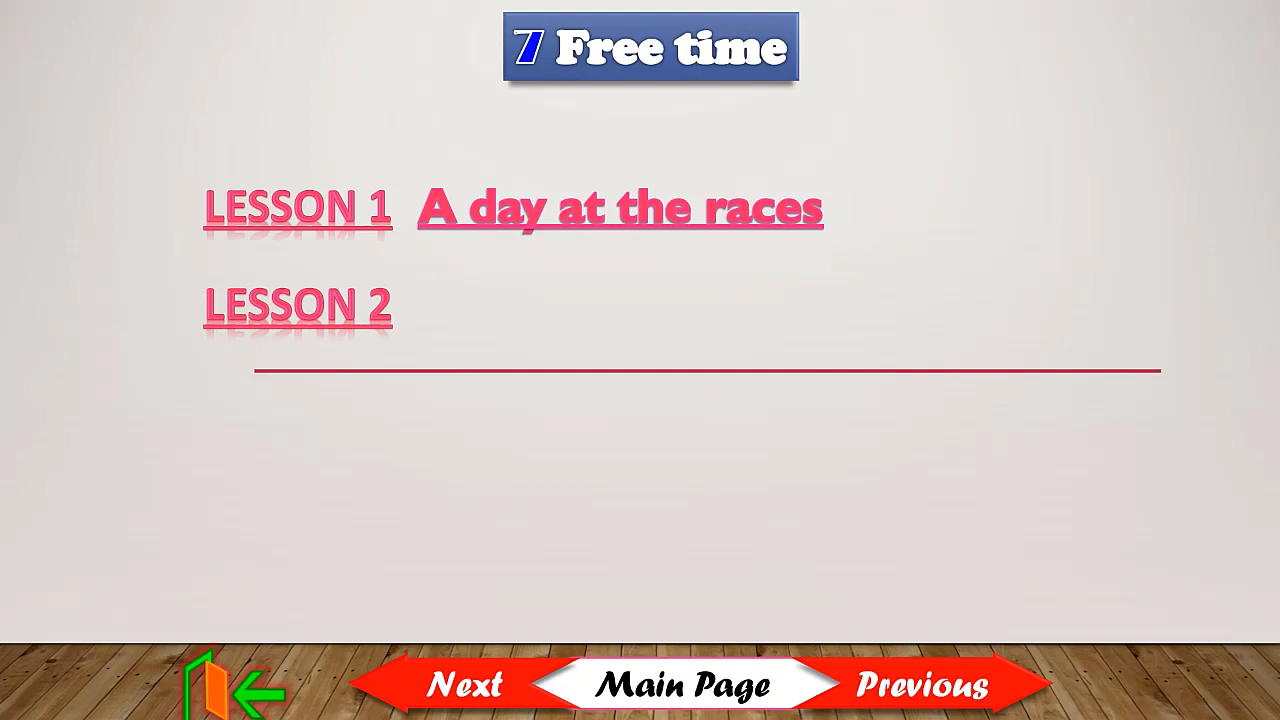 7 Free time
LESSON 1 A day at the races
LESSON 2
Next Main Page Previous